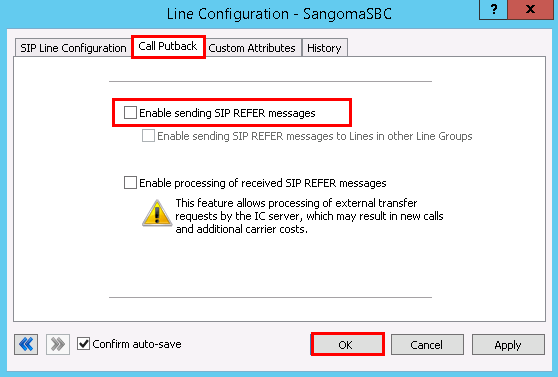 Line Configuration - SangomaSBC
?
X
SIP Line Configuration Call Putback Custom Attributes History
Enable sending SIP REFER messages
Enable sending SIP REFER messages to Lines in other Line Groups
Enable processing of received SIP REFER messages
This feature allows processing of external transfer
requests by the IC server, which may result in new calls
and additional carrier costs.
Confirm auto-save OK Cancel Apply